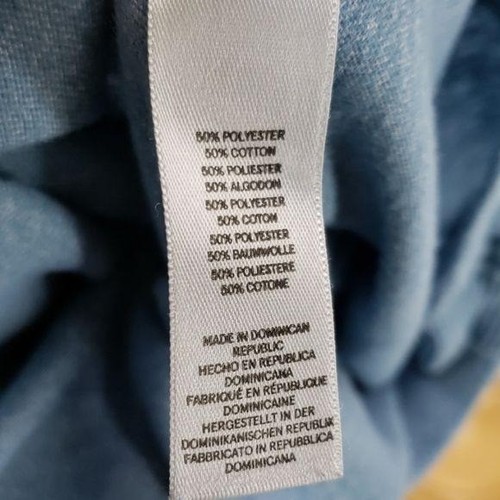 50% POLYESTER
50% COTTON
50% POLIESTER
50% ALGODON
50% POLYESTER
50% COTON
50% POLYESTER
50% BAUMWOLLE
50% POLIESTERE
50% COTONE
MADE IN DOMINICAN
REPUBLIC
HECHO EN REPUBLICA
DOMINICANA
FABRIQUÉ EN RÉPUBLIQUE
DOMINICAINE
HERGESTELLT IN DER
DOMINIKANISCHEN REPUBLIK
FABBRICATO IN REPUBBLICA
DOMINICANA